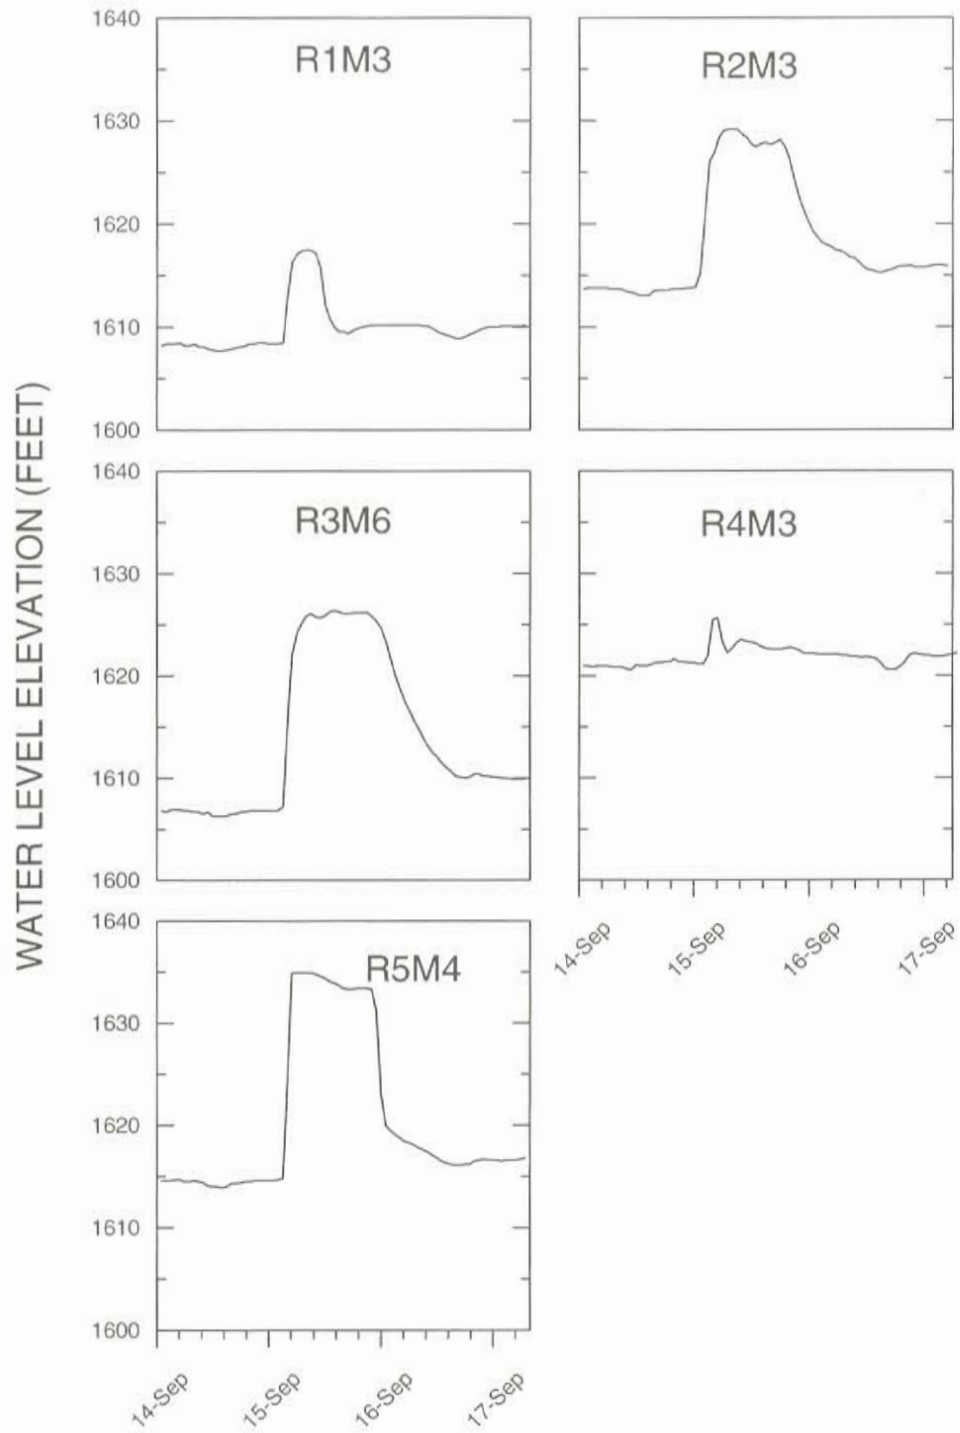 WATER LEVEL ELEVATION (FEET)
1640
1630
1620
1610
1600
R1M3
R2M3
1640
1630
1620
1610
1600
R3M6
R4M3
14-Sep
15-Sep
16-Sep
17-Sep
1640
1630
1620
1610
1600
R5M4
14-Sep
15-Sep
16-Sep
17-Sep